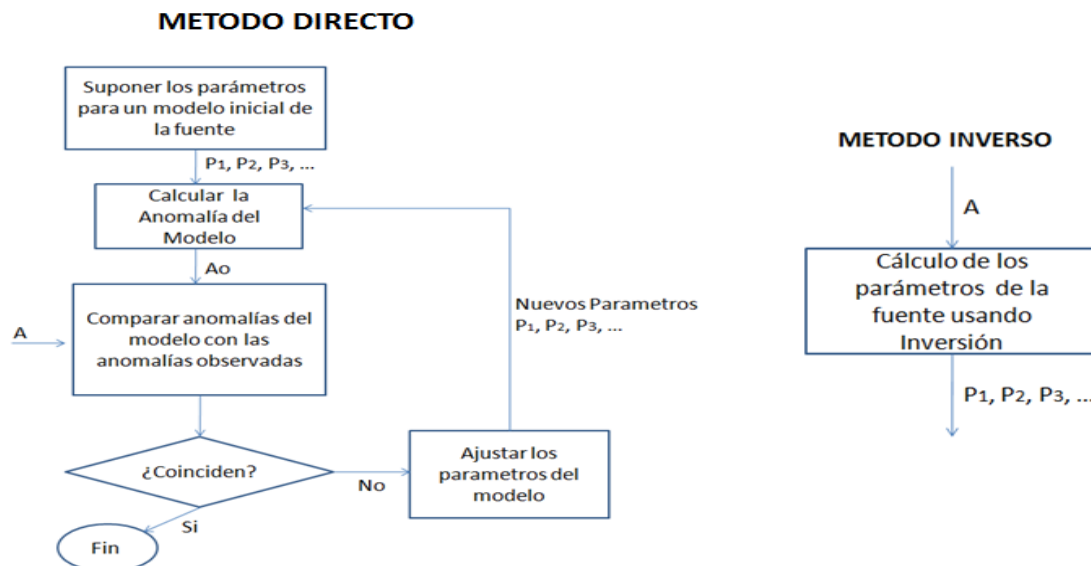 METODO DIRECTO
Suponer los parámetros
para un modelo inicial de
la fuente
P1, P2, P3, ...
Calcular la
Anomalía del
Modelo
Ao
A
Comparar anomalías del
modelo con las
anomalías observadas
¿Coinciden?
No
Si
Fin
Ajustar los
parametros del
modelo
Nuevos Parametros
P1, P2, P3, ...
METODO INVERSO
A
Cálculo de los
parámetros de la
fuente usando
Inversión
P1, P2, P3, ...